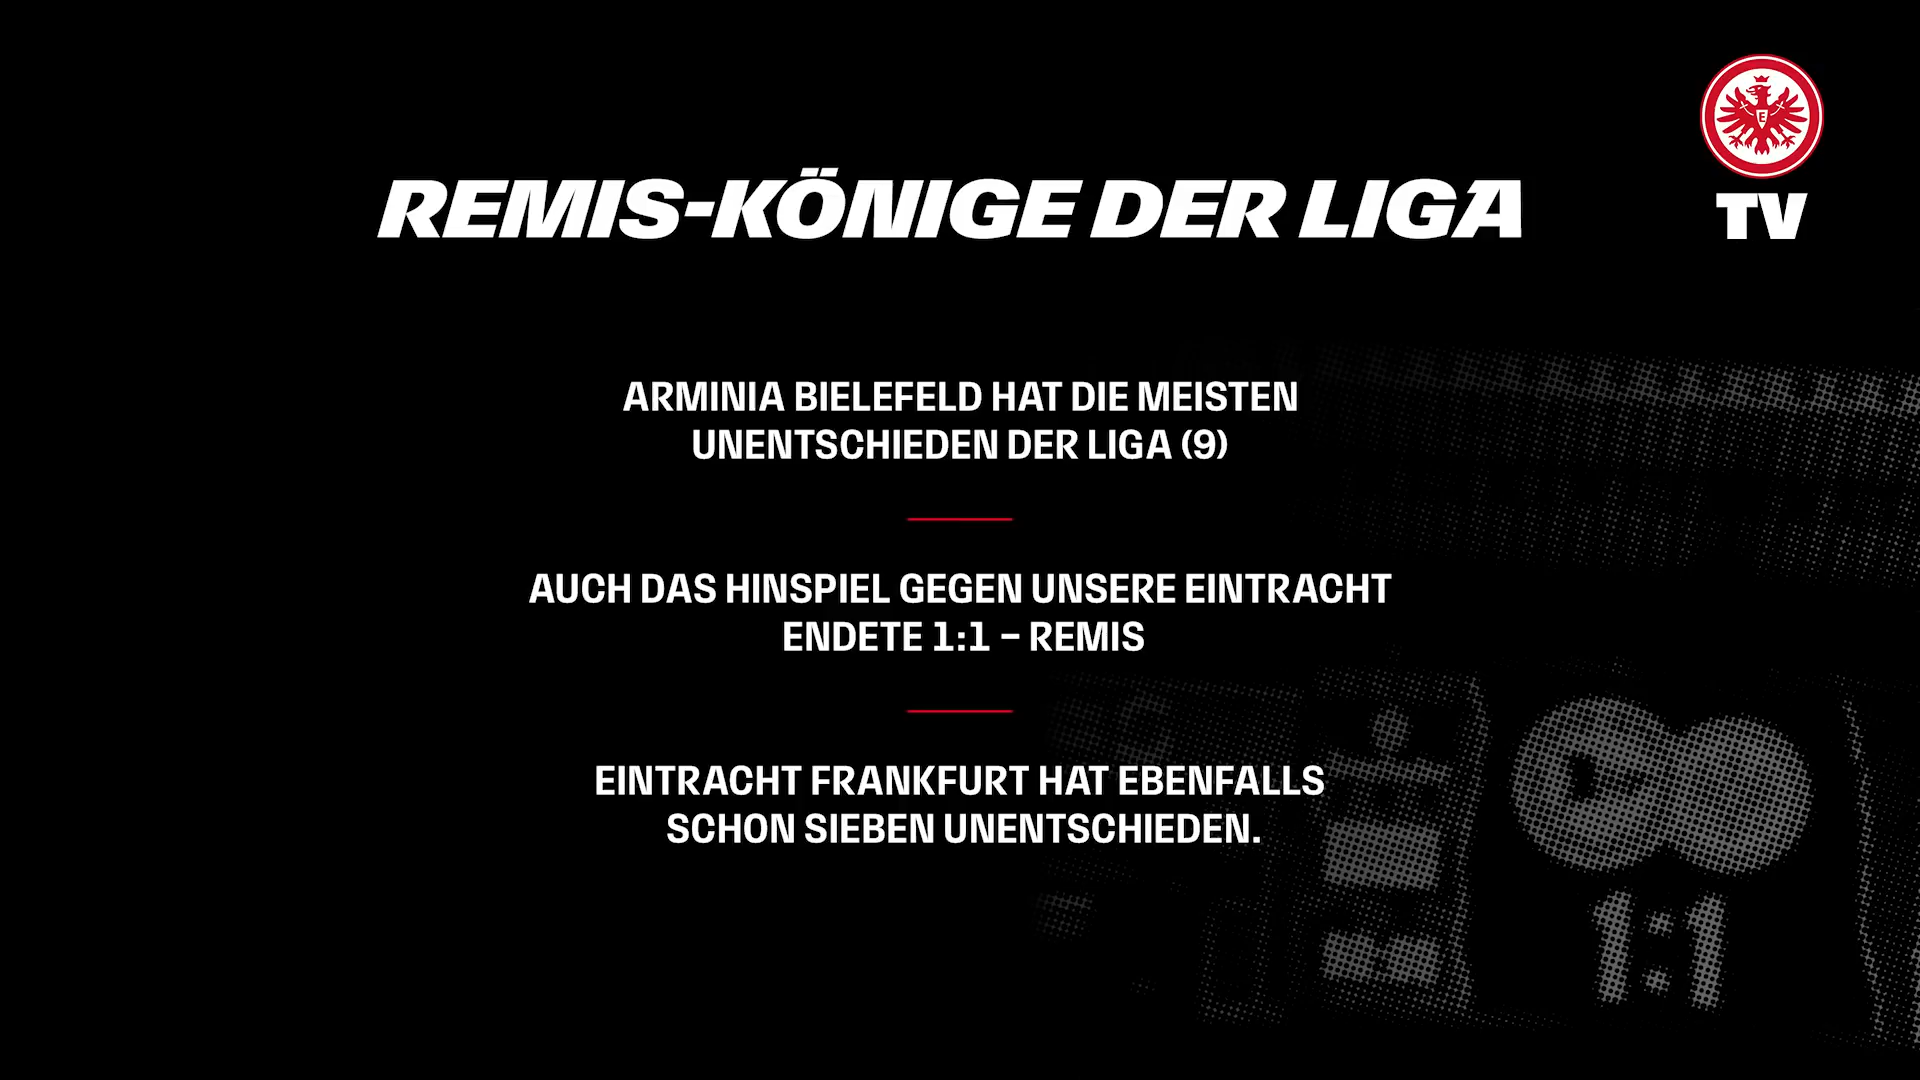 REMIS-KÖNIGE DER LIGA
TV
ARMINIA BIELEFELD HAT DIE MEISTEN
UNENTSCHIEDEN DER LIGA (9)
AUCH DAS HINSPIEL GEGEN UNSERE EINTRACHT
ENDETE 1:1 – REMIS
EINTRACHT FRANKFURT HAT EBENFALLS
SCHON SIEBEN UNENTSCHIEDEN.
1:1